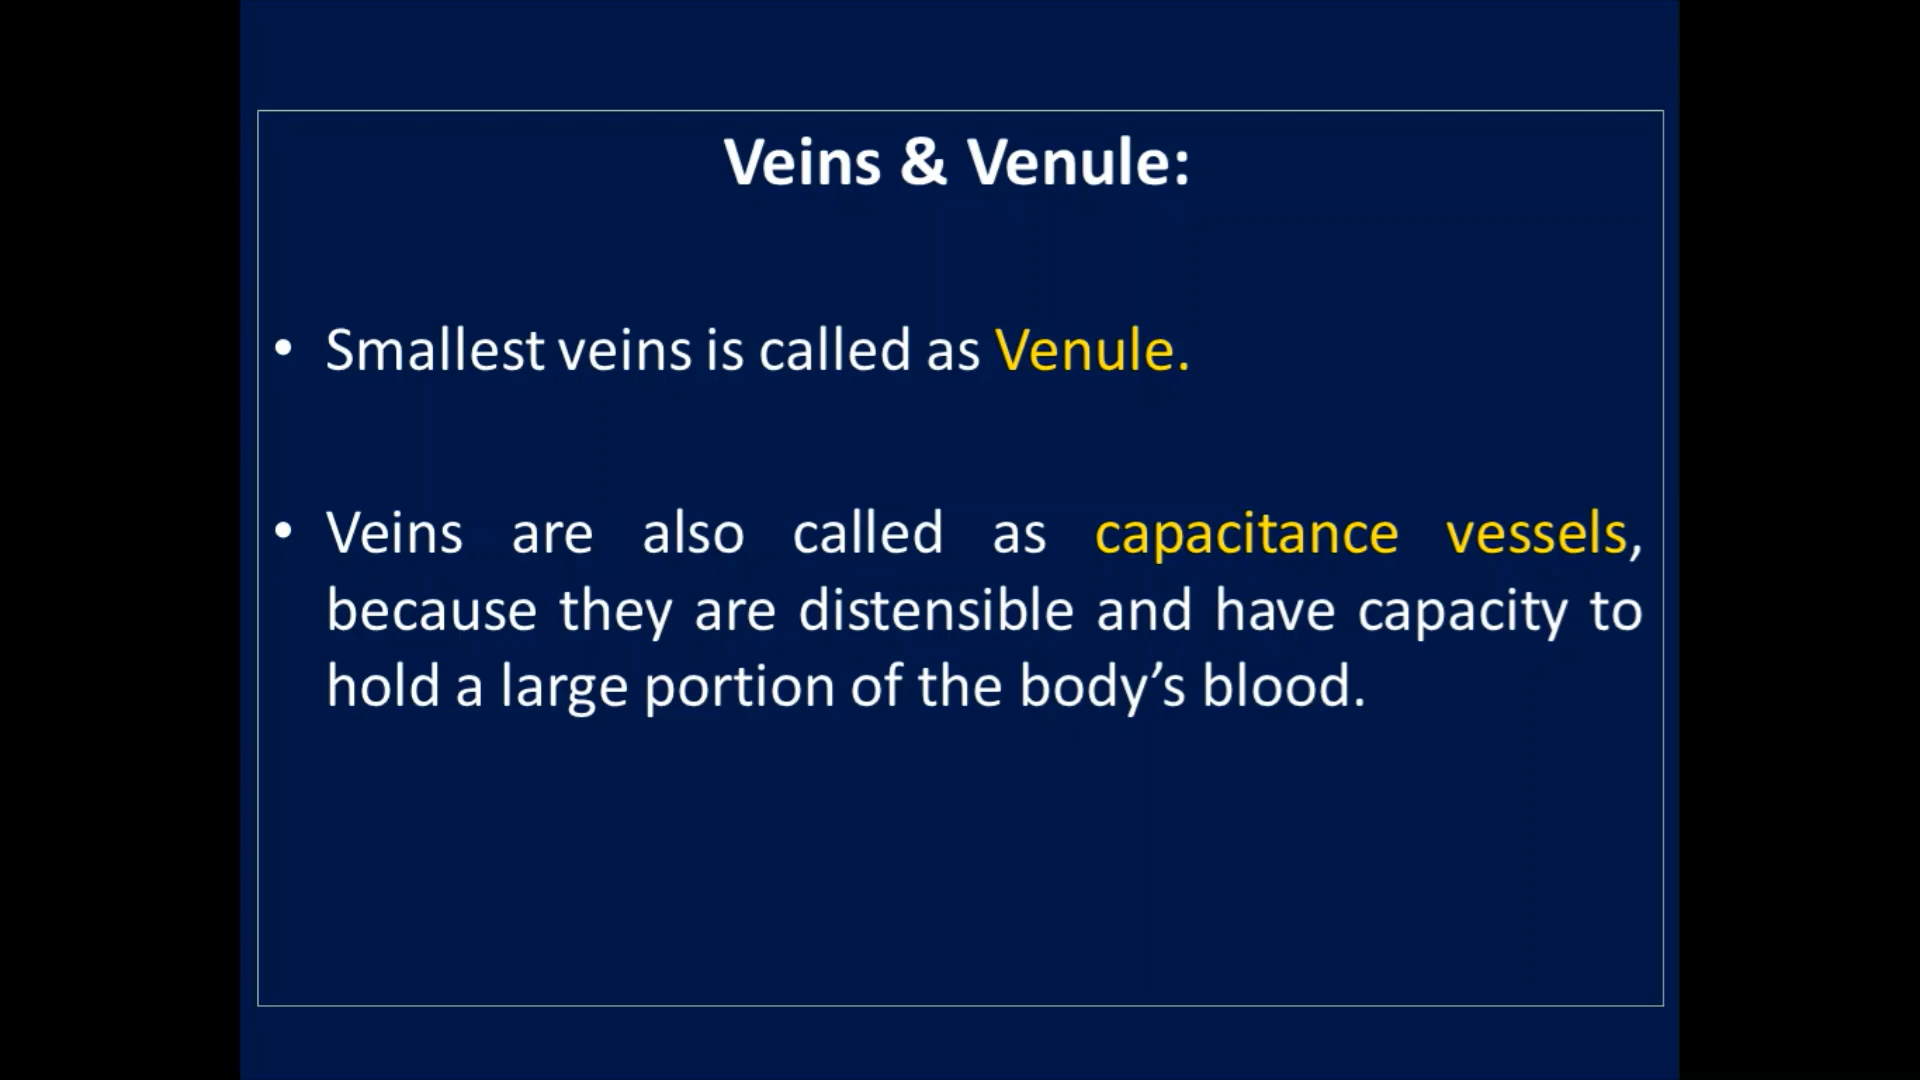 Veins & Venule:
• Smallest veins is called as Venule.
• Veins are also called as capacitance vessels,
because they are distensible and have capacity to
hold a large portion of the body’s blood.